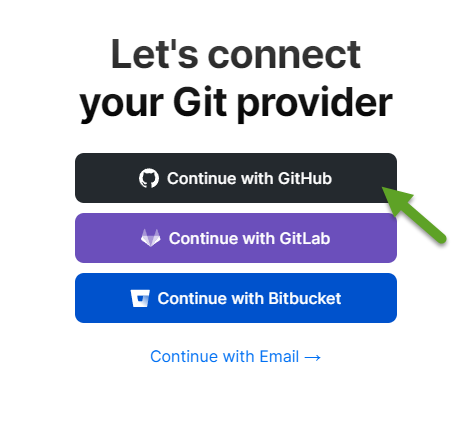 Let's connect
your Git provider
Continue with GitHub
Continue with GitLab
Continue with Bitbucket
Continue with Email →